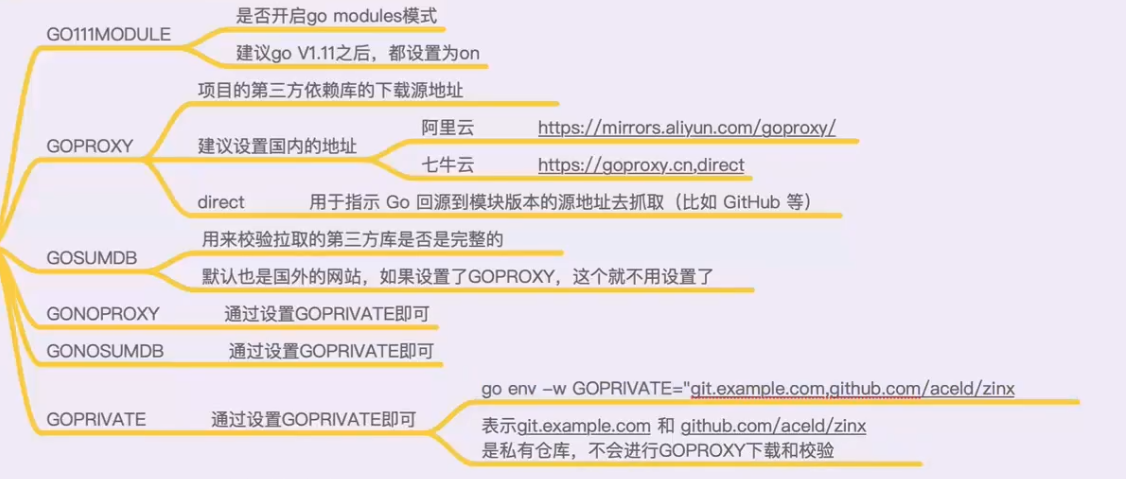 GO111MODULE
是否开启go modules模式
建议go V1.11之后，都设置为on
GOPROXY
项目的第三方依赖库的下载源地址
建议设置国内的地址
阿里云 https://mirrors.aliyun.com/goproxy/
七牛云 https://goproxy.cn,direct
direct 用于指示 Go 回源到模块版本的源地址去抓取（比如 GitHub 等）
GOSUMDB
用来校验拉取的第三方库是否是完整的
默认也是国外的网站，如果设置了GOPROXY，这个就不用设置了
GONOPROXY 通过设置GOPRIVATE即可
GONOSUMDB 通过设置GOPRIVATE即可
GOPRIVATE 通过设置GOPRIVATE即可
go env -w GOPRIVATE="git.example.com,github.com/aceld/zinx
表示git.example.com 和 github.com/aceld/zinx
是私有仓库，不会进行GOPROXY下载和校验